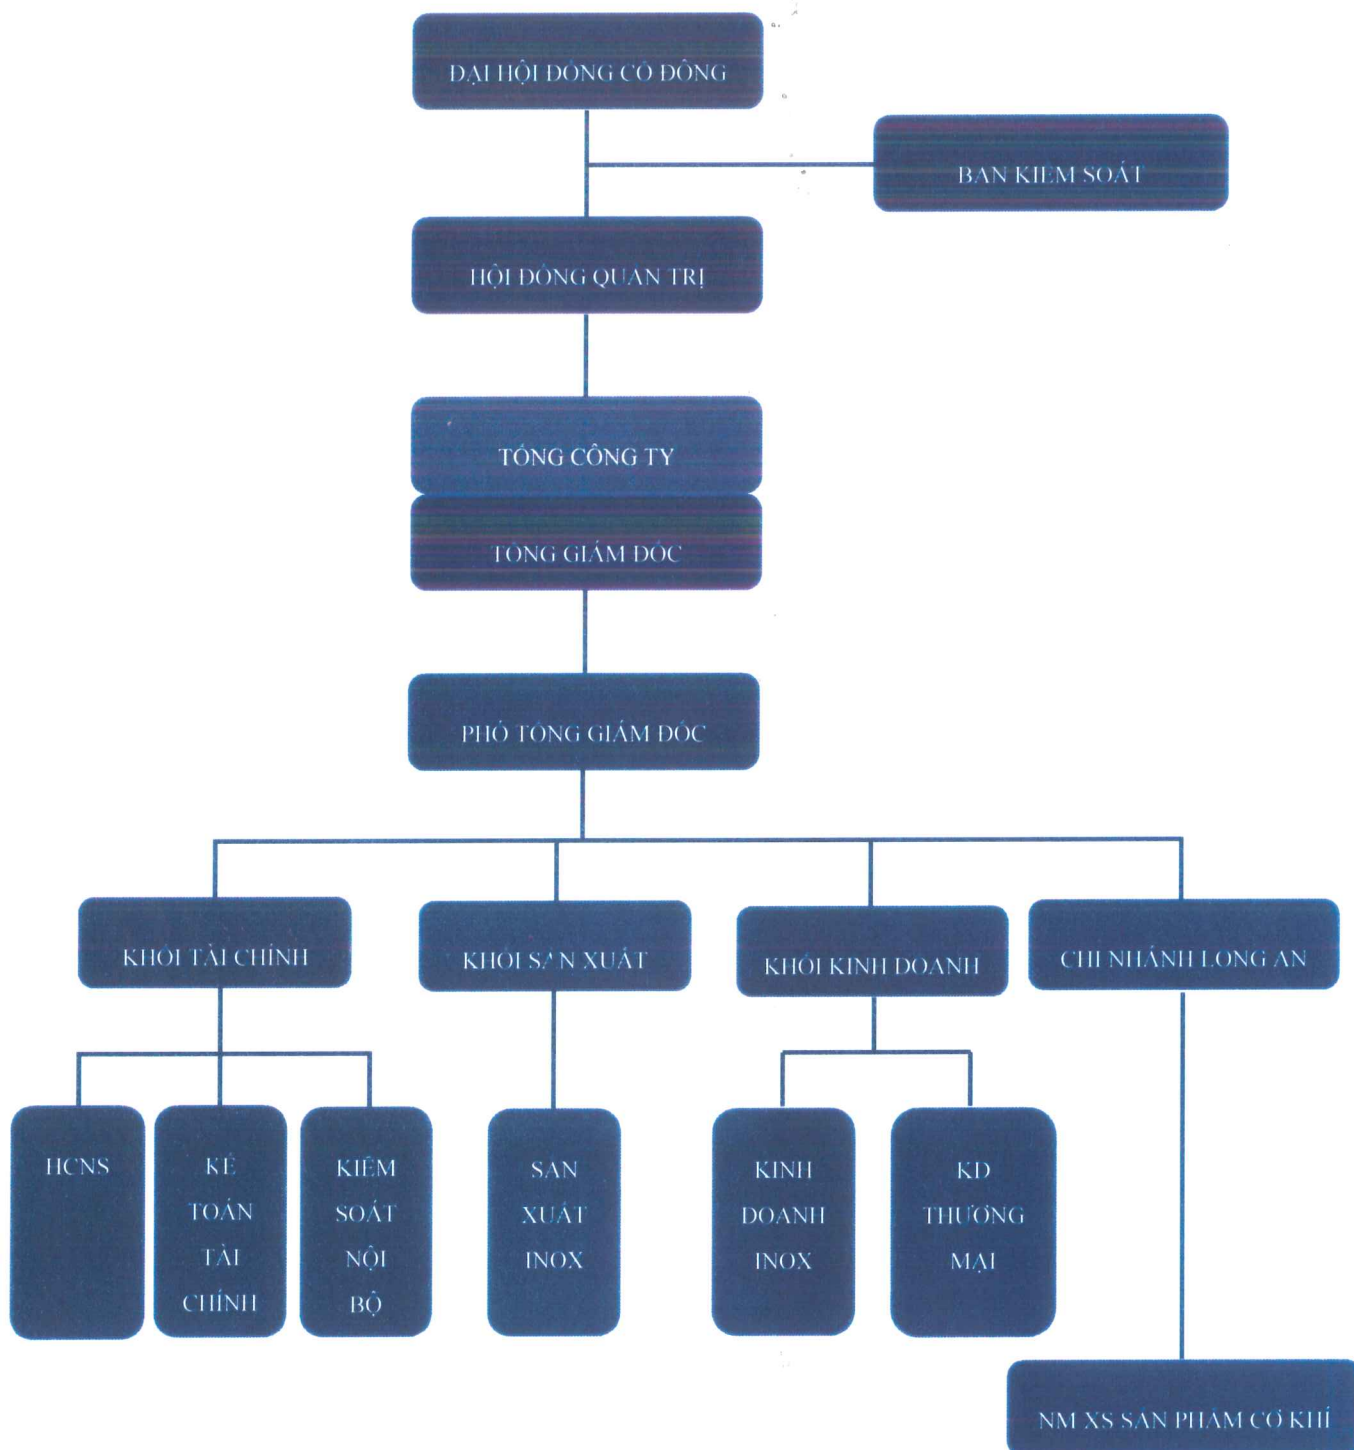 ĐẠI HỘI ĐỒNG CỔ ĐÔNG
BAN KIỂM SOÁT
HỘI ĐỒNG QUẢN TRỊ
TỔNG CÔNG TY
TỔNG GIÁM ĐỐC
PHÓ TỔNG GIÁM ĐỐC
KHỐI TÀI CHÍNH
KHỐI SẢN XUẤT
KHỐI KINH DOANH
CHI NHÁNH LONG AN
HCNS
KẾ
TOÁN
TÀI
CHÍNH
KIỂM
SOÁT
NỘI
BỘ
SẢN
XUẤT
INOX
KINH
DOANH
INOX
KD
THƯƠNG
MẠI
NM XS SẢN PHẨM CƠ KHÍ